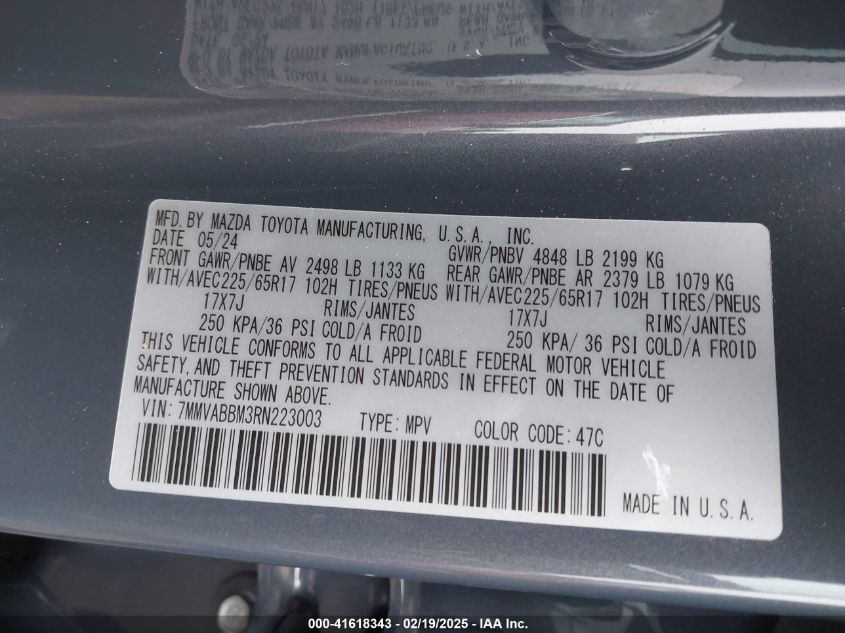 MFD. BY MAZDA TOYOTA MANUFACTURING, U.S.A., INC.
DATE 05/24 GVWR/PNBV 4848 LB 2199 KG
FRONT GAWR/PNBE AV 2498 LB 1133 KG REAR GAWR/PNBE AR 2379 LB 1079 KG
WITH/AVEC225/65R17 102H TIRES/PNEUS WITH/AVEC225/65R17 102H TIRES/PNEUS
17X7J RIMS/JANTES 17X7J RIMS/JANTES
250 KPA/36 PSI COLD/A FROID 250 KPA/ 36 PSI COLD/A FROID
THIS VEHICLE CONFORMS TO ALL APPLICABLE FEDERAL MOTOR VEHICLE
SAFETY, AND THEFT PREVENTION STANDARDS IN EFFECT ON THE DATE OF
MANUFACTURE SHOWN ABOVE.
VIN: 7MMVABBM3RN223003 TYPE: MPV COLOR CODE: 47C
MADE IN U.S.A.
000-41618343 - 02/19/2025 - IAA Inc.